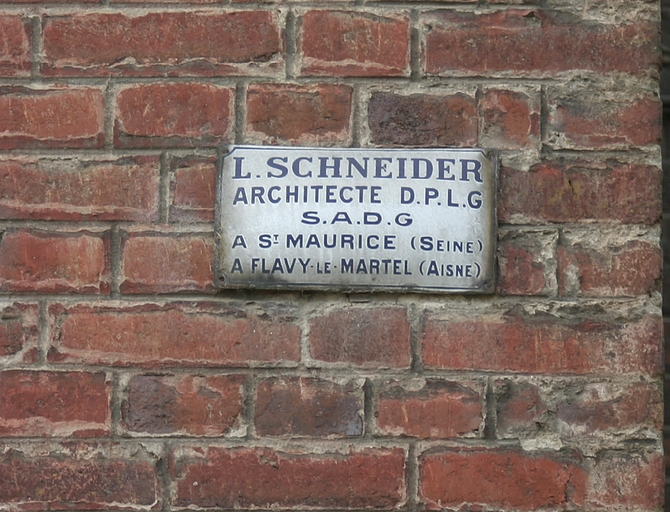 L. SCHNEIDER
ARCHITECTE D.P.L.G
S.A.D.G
A ST MAURICE (SEINE)
A FLAVY-LE-MARTEL (AISNE)